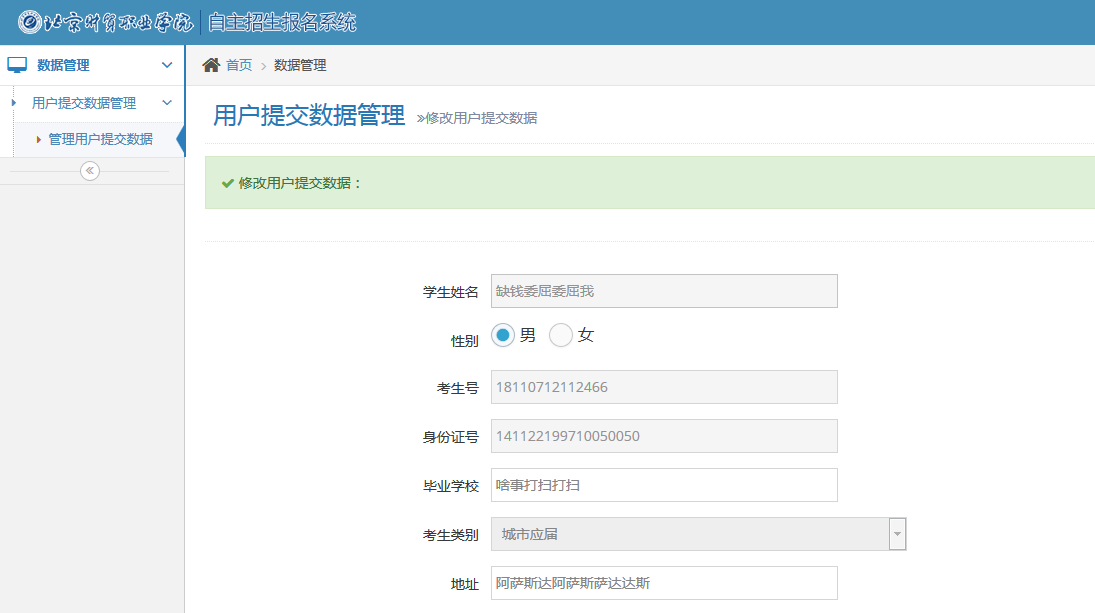 北京财贸职业学院 自主招生报名系统
数据管理
首页 > 数据管理
用户提交数据管理
管理用户提交数据
用户提交数据管理 »修改用户提交数据
修改用户提交数据：
学生姓名 缺钱委屈委屈我
性别 男 女
考生号 18110712112466
身份证号 141122199710050050
毕业学校 啥事打扫打扫
考生类别 城市应届
地址 阿萨斯达阿萨斯萨达达斯